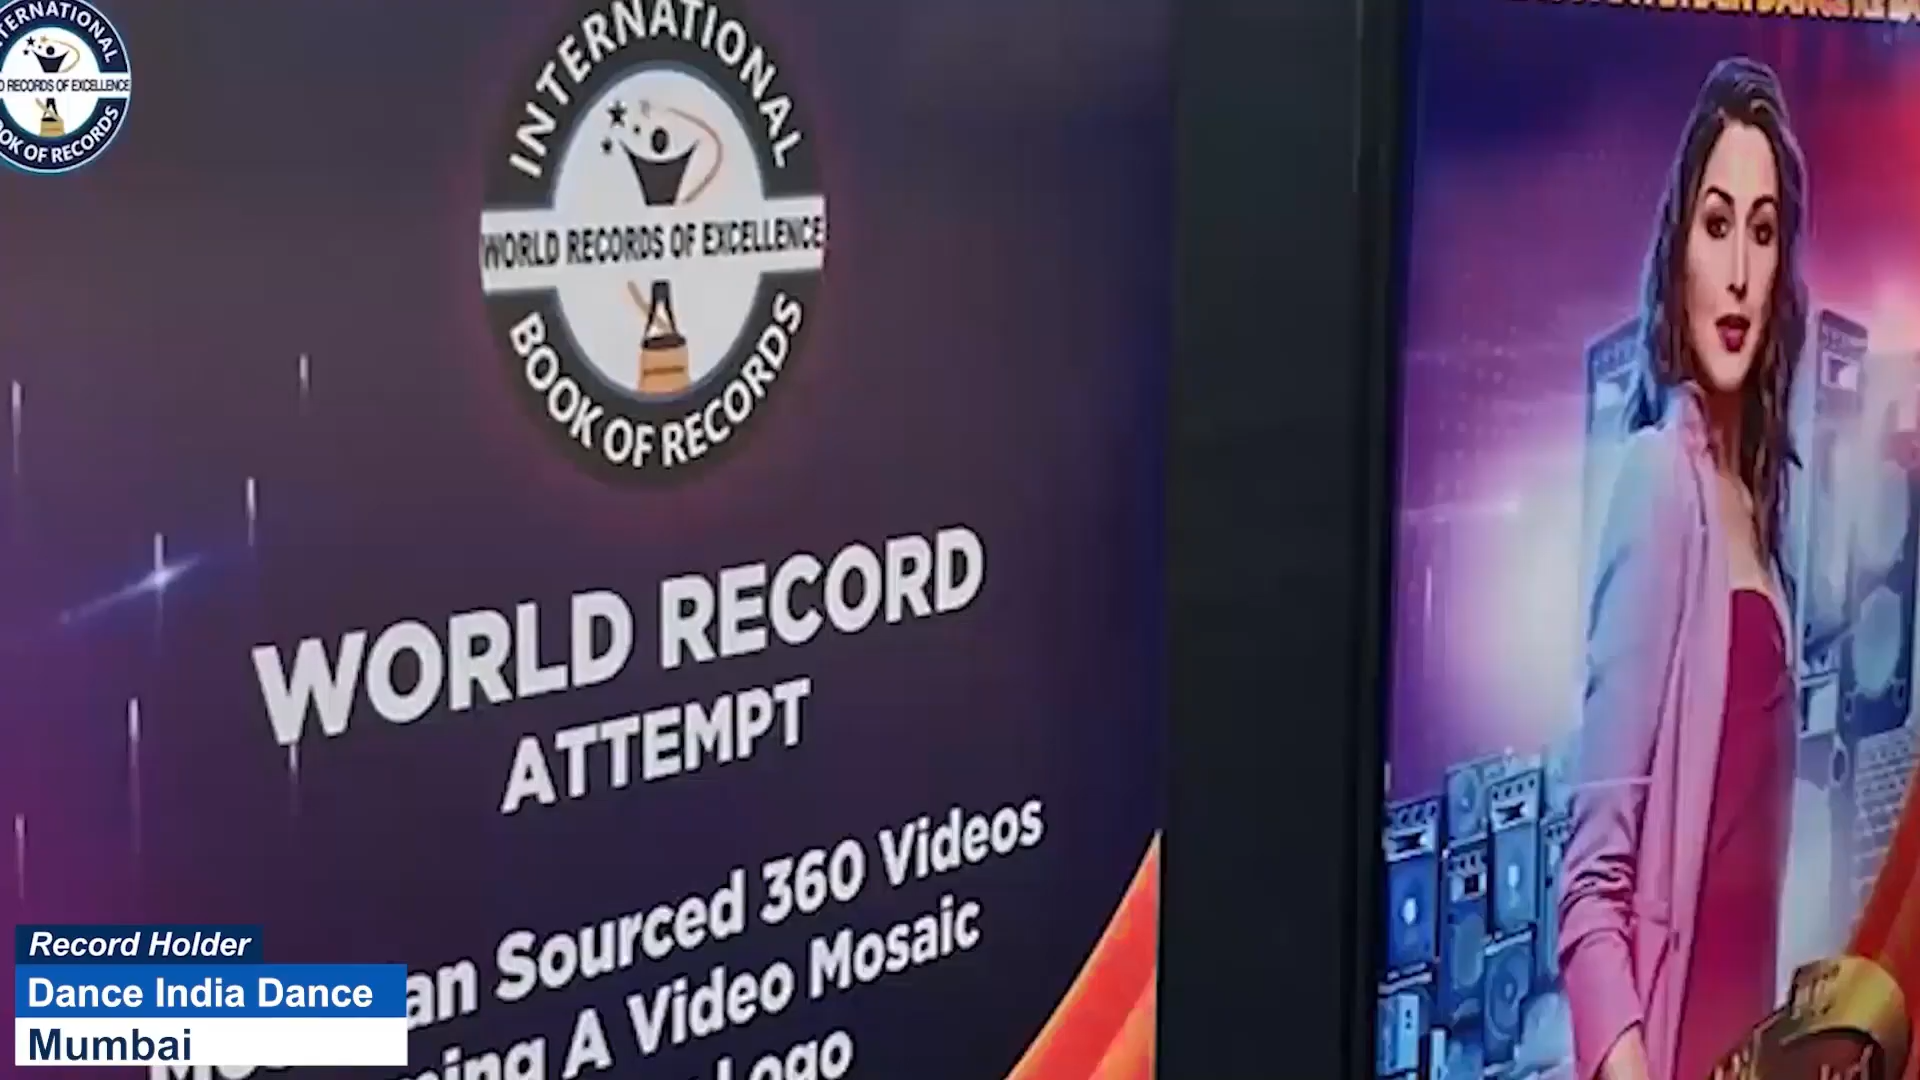 INTERNATIONAL
WORLD RECORDS OF EXCELLENCE
BOOK OF RECORDS
WORLD RECORD
ATTEMPT
Sourced 360 Videos
A Video Mosaic
Logo
RECORDS OF EXCELLENCE
OF RECORDS
Record Holder
Dance India Dance
Mumbai